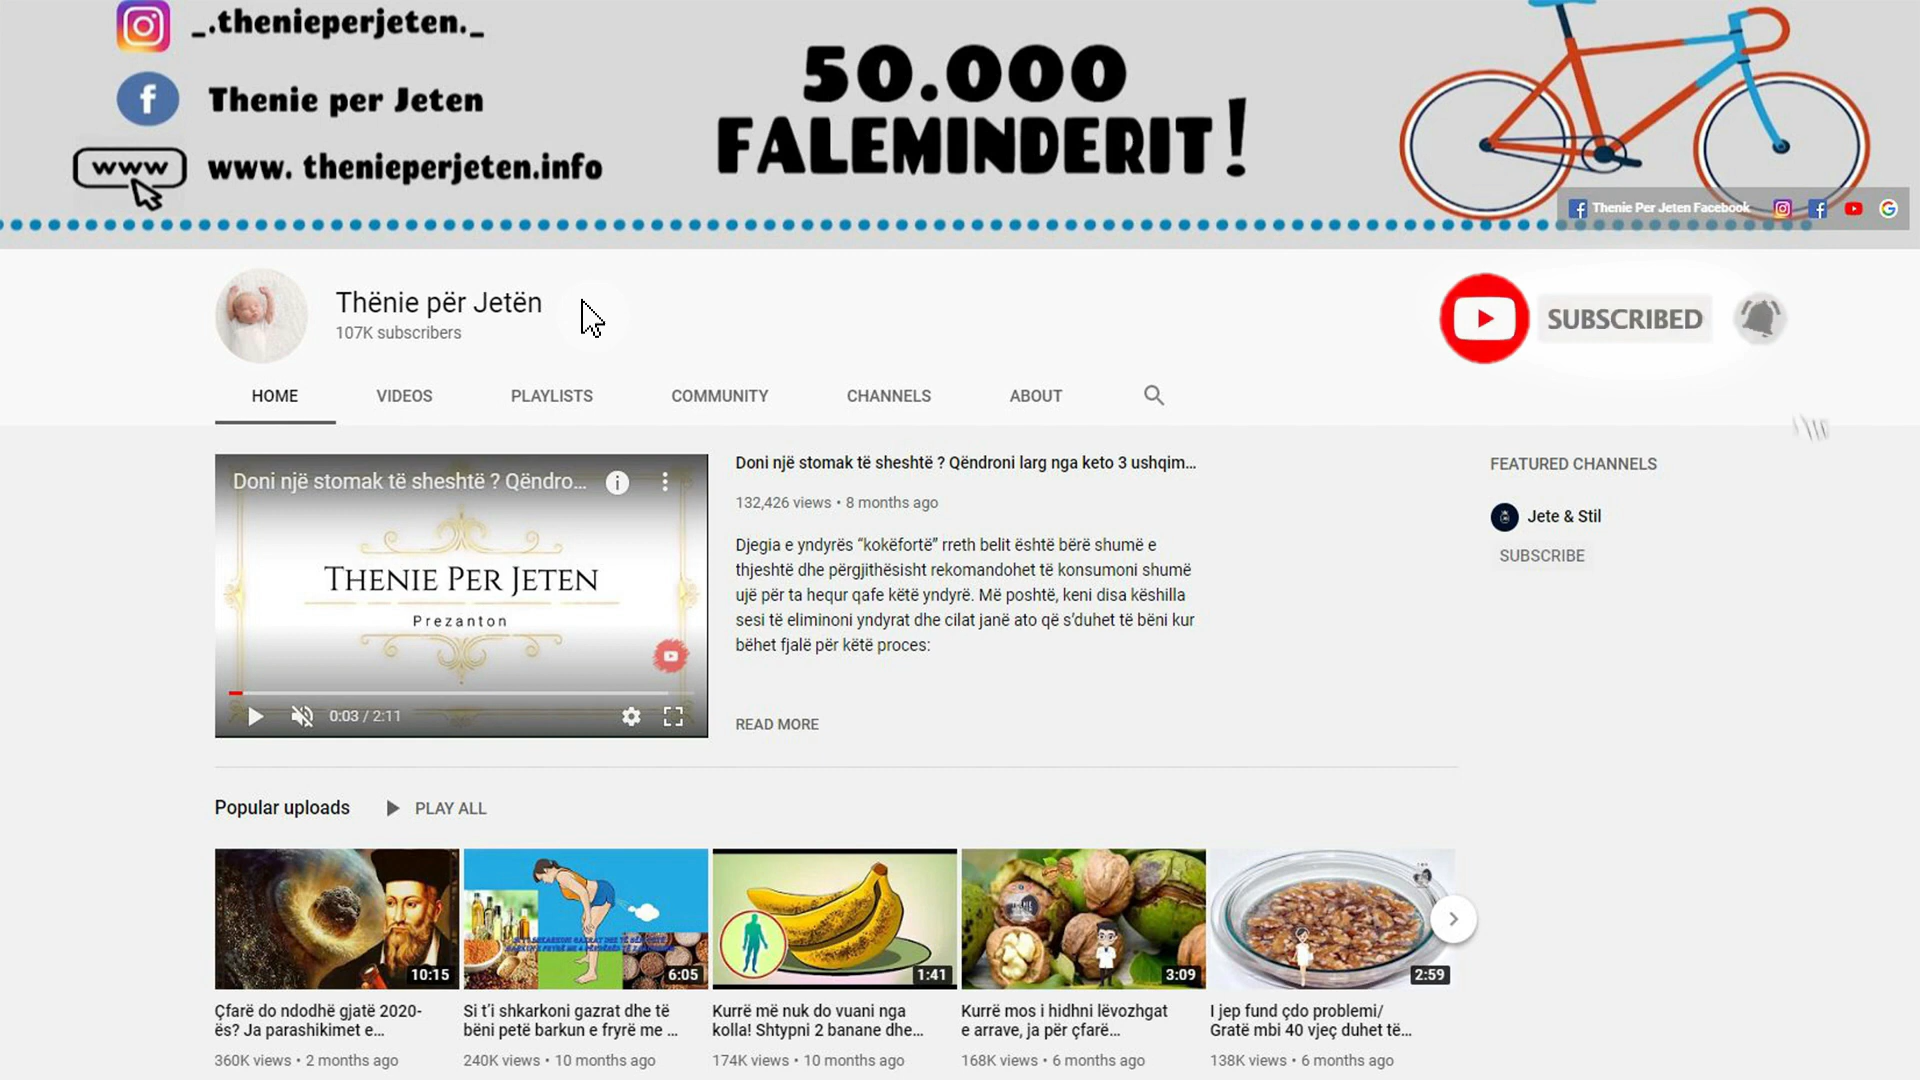 _.thenieperjeten._
Thenie per Jeten
www
www. thenieperjeten.info
50.000
FALEMINDERIT!
Thenie Per Jeten Facebook
Thënie për Jetën
107K subscribers
SUBSCRIBED
HOME
VIDEOS
PLAYLISTS
COMMUNITY
CHANNELS
ABOUT
Doni një stomak të sheshtë ? Qëndro...
THENIE PER JETEN
Prezanton
0:03 / 2:11
Doni një stomak të sheshtë ? Qëndroni larg nga keto 3 ushqim...
132,426 views • 8 months ago
Djegia e yndyrës “kokëfortë” rreth belit është bërë shumë e
thjeshtë dhe përgjithësisht rekomandohet të konsumoni shumë
ujë për ta hequr qafe këtë yndyrë. Më poshtë, keni disa këshilla
sesi të eliminoni yndyrat dhe cilat janë ato që s’duhet të bëni kur
bëhet fjalë për këtë proces:
READ MORE
FEATURED CHANNELS
Jete & Stil
SUBSCRIBE
Popular uploads
PLAY ALL
10:15
Çfarë do ndodhë gjatë 2020-
ës? Ja parashikimet e...
360K views • 2 months ago
6:05
Si t’i shkarkoni gazrat dhe të
bëni petë barkun e fryrë me ...
240K views • 10 months ago
1:41
Kurrë më nuk do vuani nga
kolla! Shtypni 2 banane dhe...
174K views • 10 months ago
3:09
Kurrë mos i hidhni lëvozhgat
e arrave, ja për çfarë...
168K views • 6 months ago
2:59
I jep fund çdo problemi/
Gratë mbi 40 vjeç duhet të...
138K views • 6 months ago